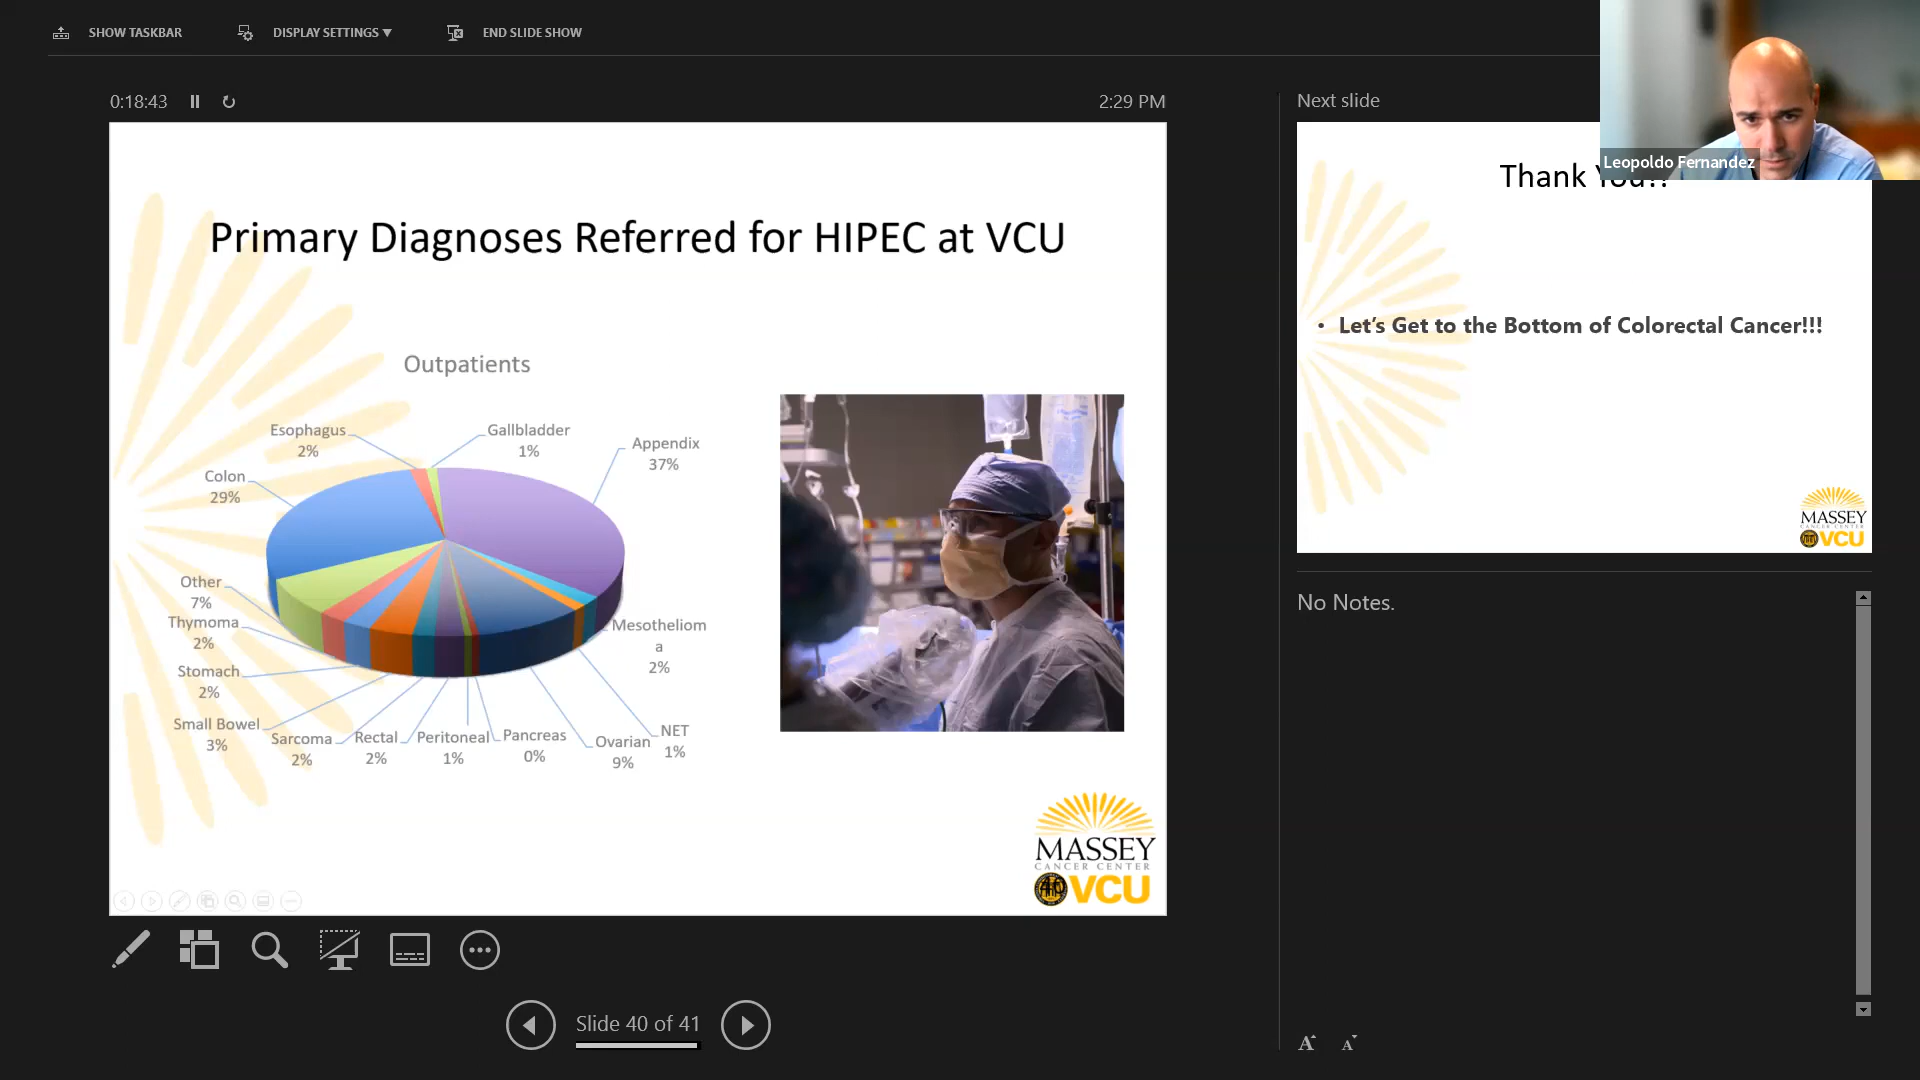 SHOW TASKBAR
DISPLAY SETTINGS ▼
END SLIDE SHOW
0:18:43
2:29 PM
Next slide
Primary Diagnoses Referred for HIPEC at VCU
Outpatients
Esophagus
2%
Gallbladder
1%
Appendix
37%
Colon
29%
Other
7%
Thymoma
2%
Stomach
2%
Small Bowel
3%
Sarcoma
2%
Rectal
2%
Peritoneal
1%
Pancreas
0%
Ovarian
9%
NET
1%
Mesotheliom
a
2%
MASSEY
CANCER CENTER
VCU
Slide 40 of 41
Leopoldo Fernandez
Thank You!!
• Let's Get to the Bottom of Colorectal Cancer!!!
MASSEY
CANCER CENTER
VCU
No Notes.
A
A